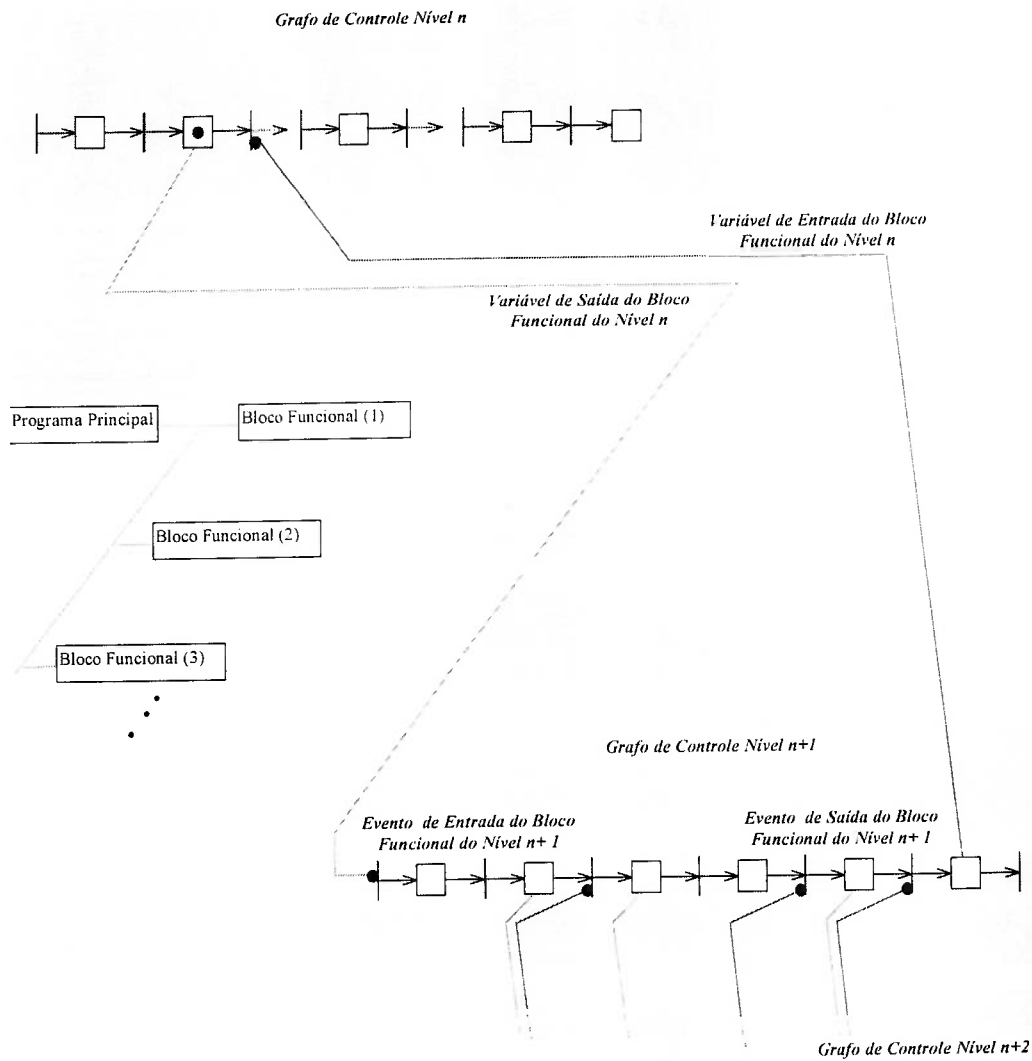 Grafo de Controle Nível n
Variável de Entrada do Bloco
Funcional do Nível n
Variável de Saída do Bloco
Funcional do Nível n
Programa Principal
Bloco Funcional (1)
Bloco Funcional (2)
Bloco Funcional (3)
Grafo de Controle Nível n+1
Evento de Entrada do Bloco
Funcional do Nível n+ 1
Evento de Saída do Bloco
Funcional do Nível n+ 1
Grafo de Controle Nível n+2